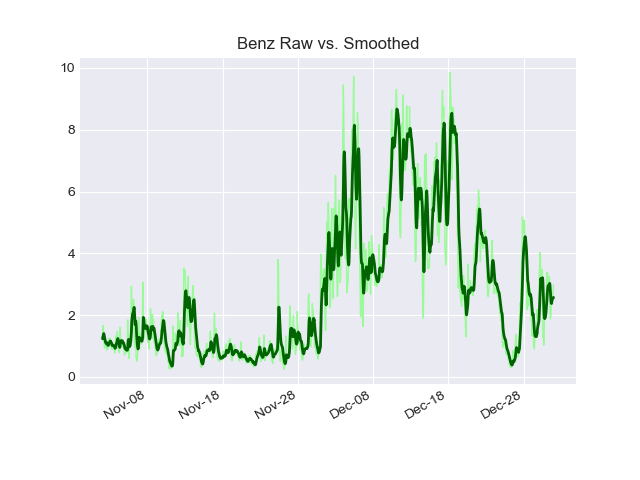 Benz Raw vs. Smoothed
10
8
6
4
2
0
Nov-08
Nov-18
Nov-28
Dec-08
Dec-18
Dec-28